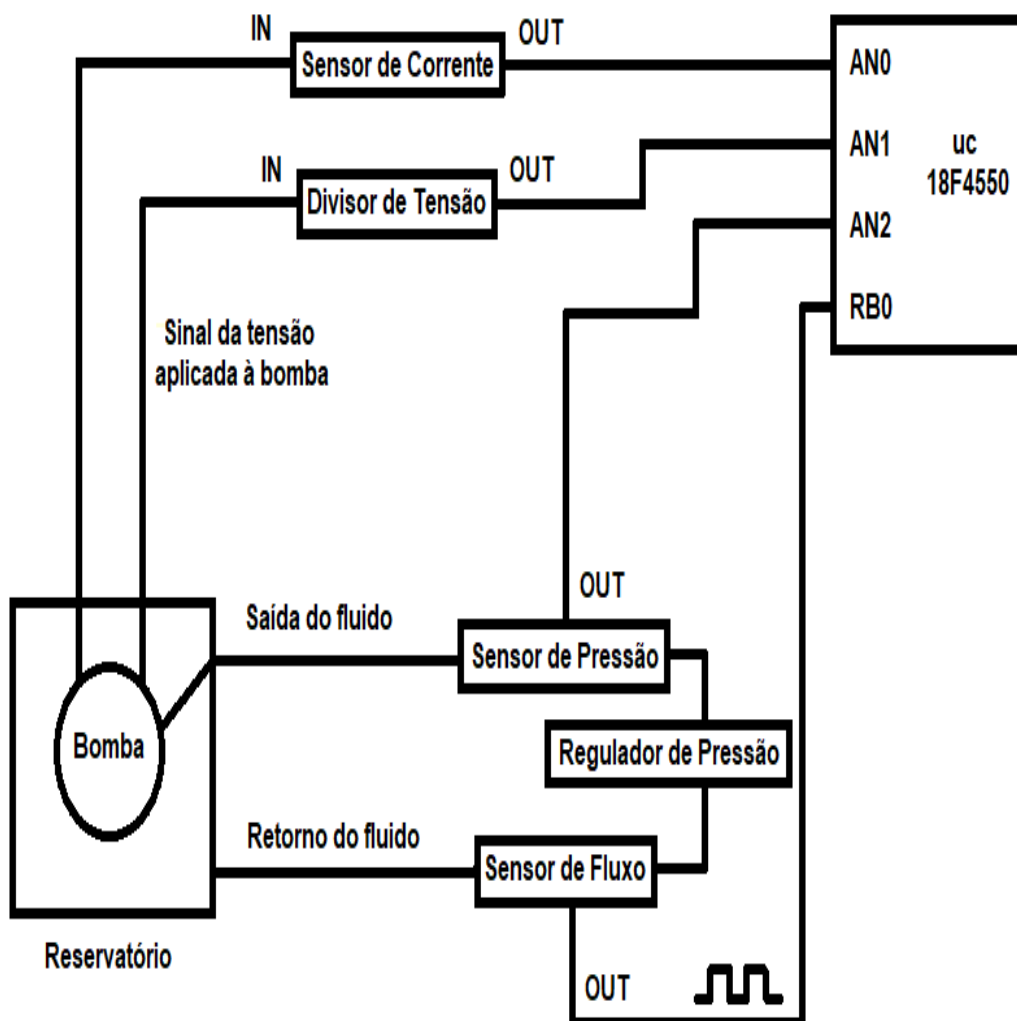 IN
OUT
Sensor de Corrente
AN0
IN
OUT
Divisor de Tensão
AN1
uc
18F4550
AN2
RB0
Sinal da tensão
aplicada à bomba
OUT
Saída do fluido
Sensor de Pressão
Bomba
Regulador de Pressão
Retorno do fluido
Sensor de Fluxo
Reservatório
OUT